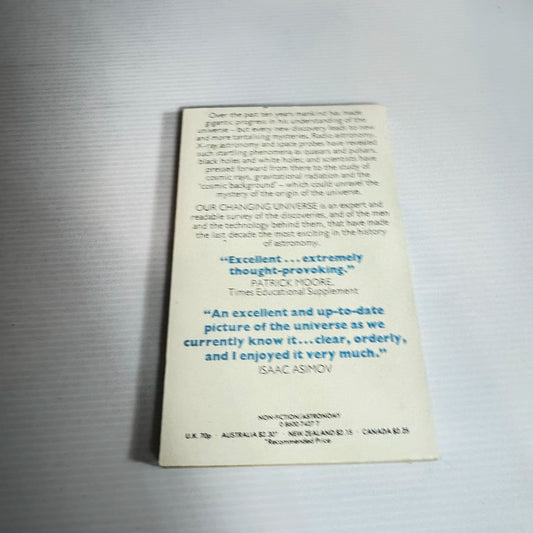 Over the past ten years mankind has made
gigantic progress in his understanding of the
universe – but every new discovery leads to new
and more tantalising mysteries. Radio astronomy,
X-ray astronomy and space probes have revealed
such startling phenomena as quasars and pulsars,
black holes and white holes; and scientists have
pressed forward from there to the study of
cosmic rays, gravitational radiation and the
'cosmic background' – which could unravel the
mystery of the origin of the universe.
OUR CHANGING UNIVERSE is an expert and
readable survey of the discoveries, and of the men
and the technology behind them, that have made
the last decade the most exciting in the history
of astronomy.
"Excellent ... extremely
thought-provoking."
PATRICK MOORE,
Times Educational Supplement
"An excellent and up-to-date
picture of the universe as we
currently know it...clear, orderly,
and I enjoyed it very much."
ISAAC ASIMOV
NON-FICTION/ASTRONOMY
0 8600 7427 7
U.K. 70p · AUSTRALIA $2.30* · NEW ZEALAND $2.15 · CANADA $2.25
*Recommended Price